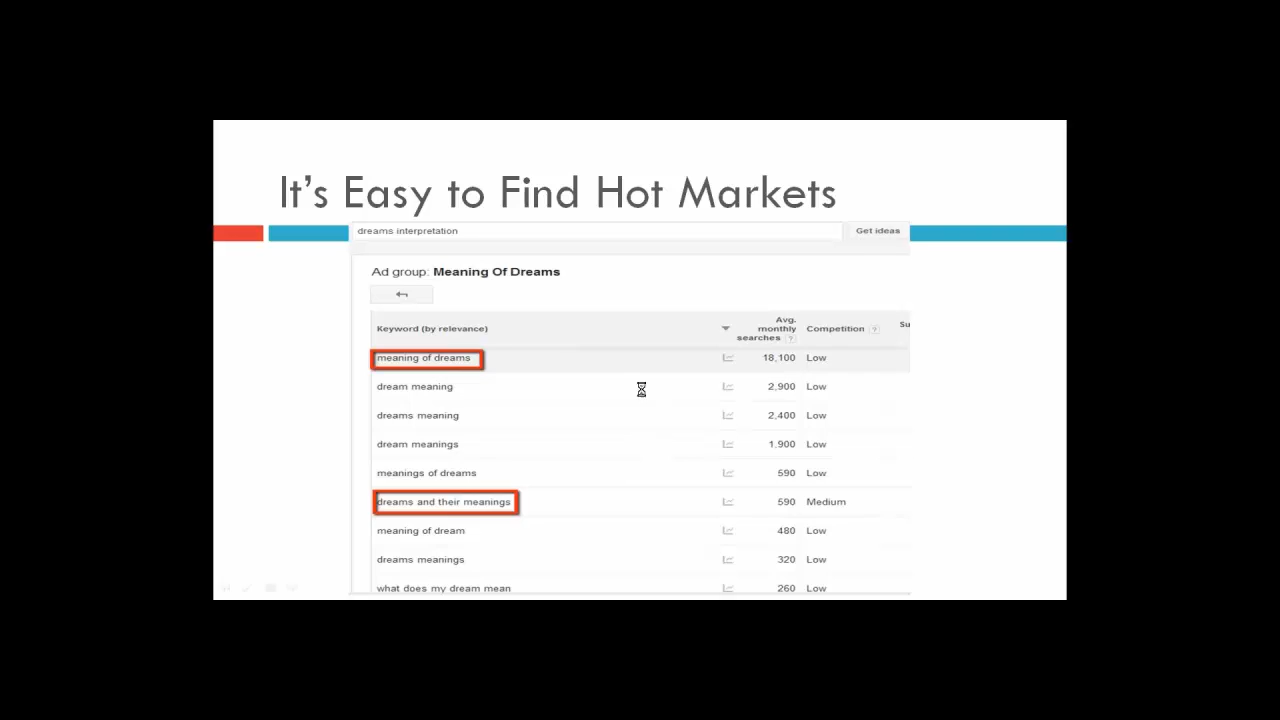 It's Easy to Find Hot Markets
dreams interpretation Get ideas
Ad group: Meaning Of Dreams
Keyword (by relevance) Avg. monthly searches ? Competition ? Su
meaning of dreams 18,100 Low
dream meaning 2,900 Low
dreams meaning 2,400 Low
dream meanings 1,900 Low
meanings of dreams 590 Low
dreams and their meanings 590 Medium
meaning of dream 480 Low
dreams meanings 320 Low
what does my dream mean 260 Low